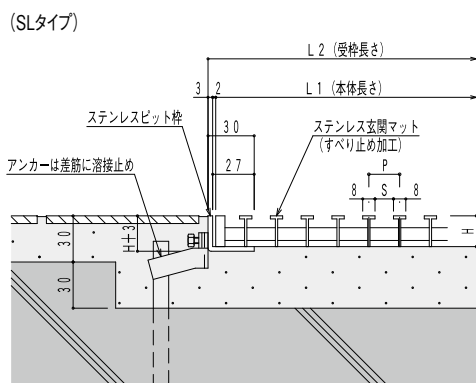 (SLタイプ)
L2 (受枠長さ)
3
2
L1 (本体長さ)
ステンレスピット枠
30
ステンレス玄関マット
(すべり止め加工)
アンカーは差筋に溶接止め
27
P
8
S
8
30
H+3
H
30